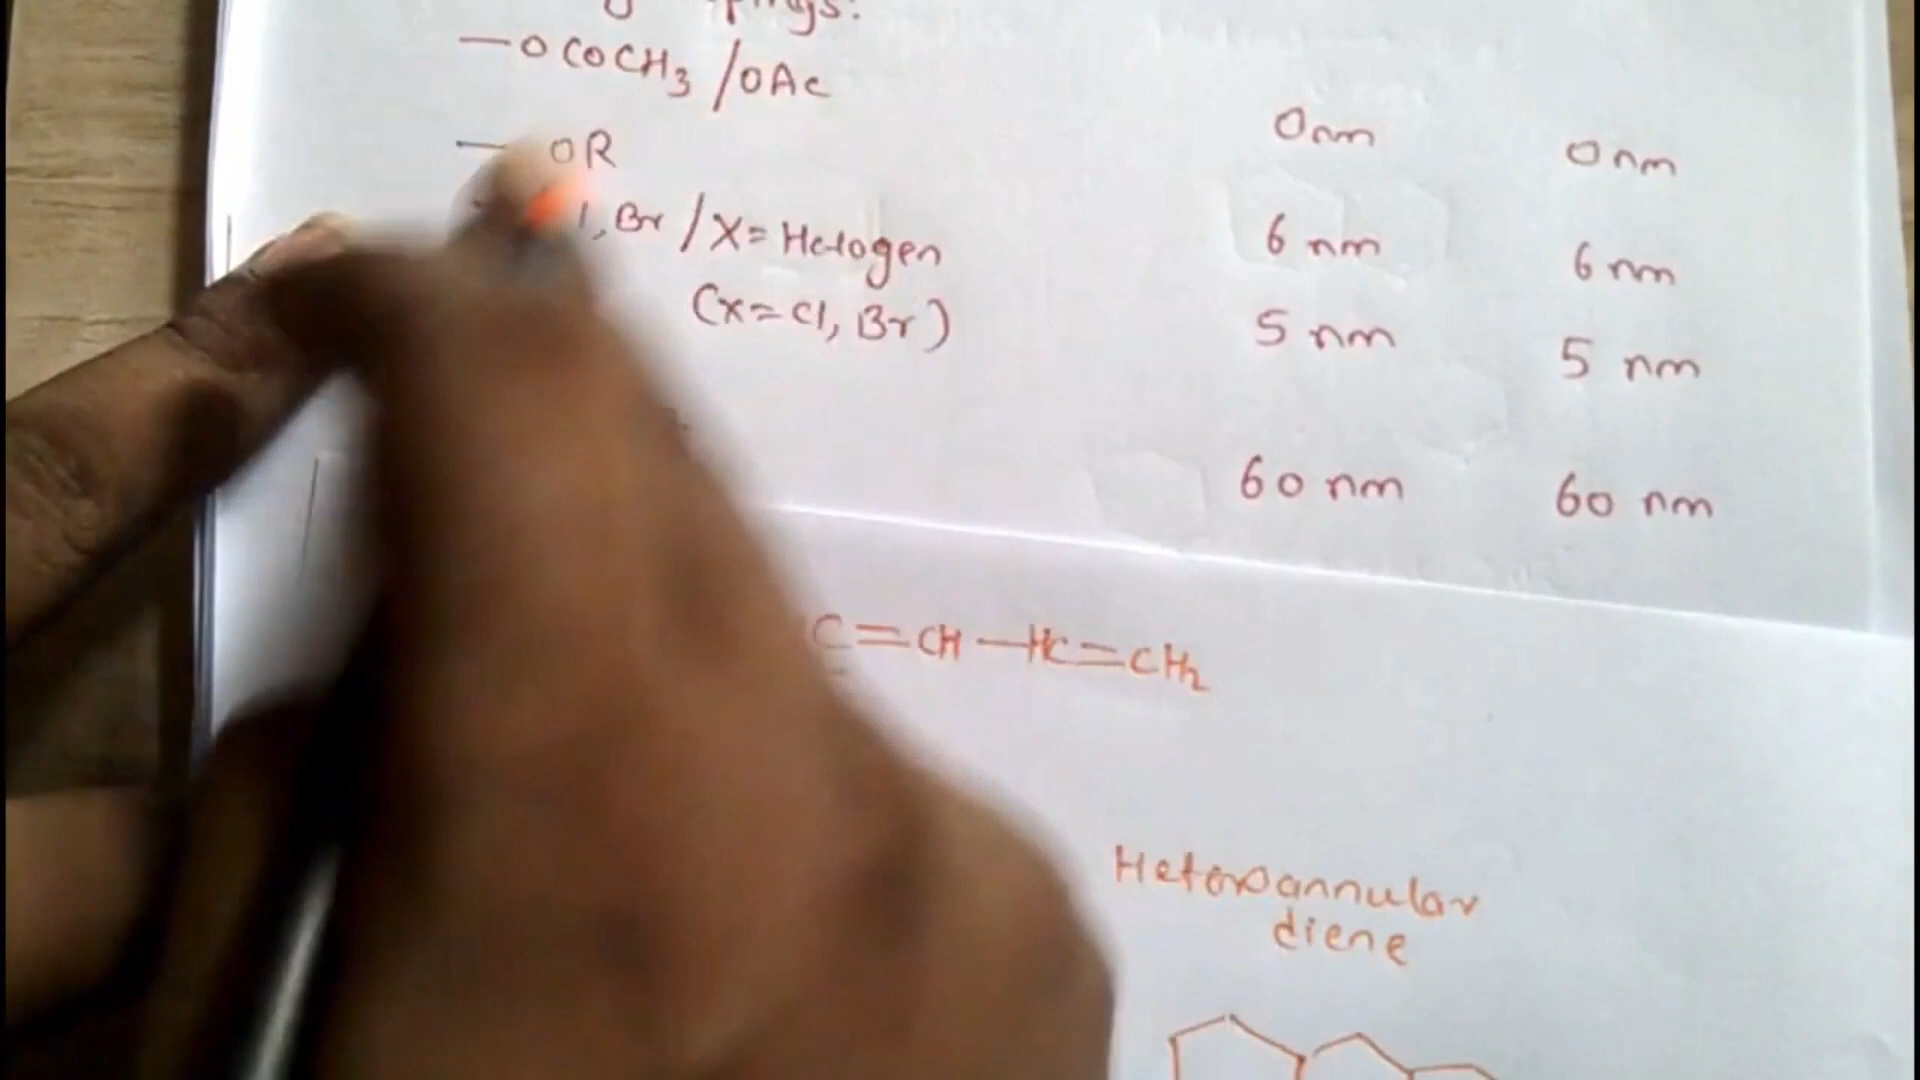 —OCOCH3 /OAc
0nm 0nm
— OR
6 nm 6 nm
, Br / X= Halogen
(X=Cl, Br)
5 nm 5 nm
60 nm 60 nm
C=CH—HC=CH2
diene